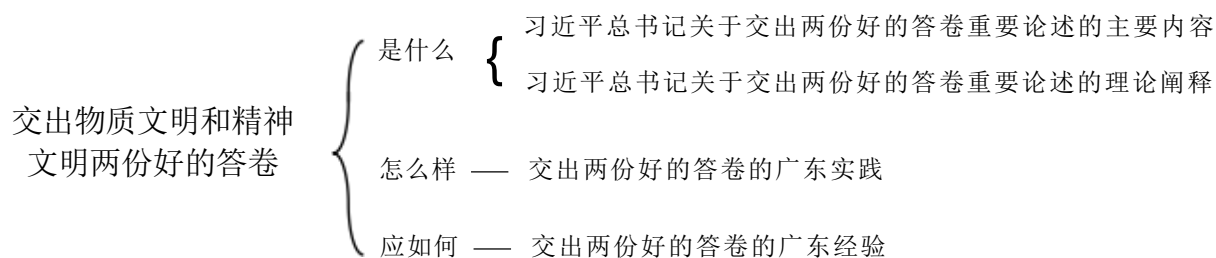 习近平总书记关于交出两份好的答卷重要论述的主要内容
是什么
习近平总书记关于交出两份好的答卷重要论述的理论阐释
交出物质文明和精神
文明两份好的答卷
怎么样 — 交出两份好的答卷的广东实践
应如何 — 交出两份好的答卷的广东经验